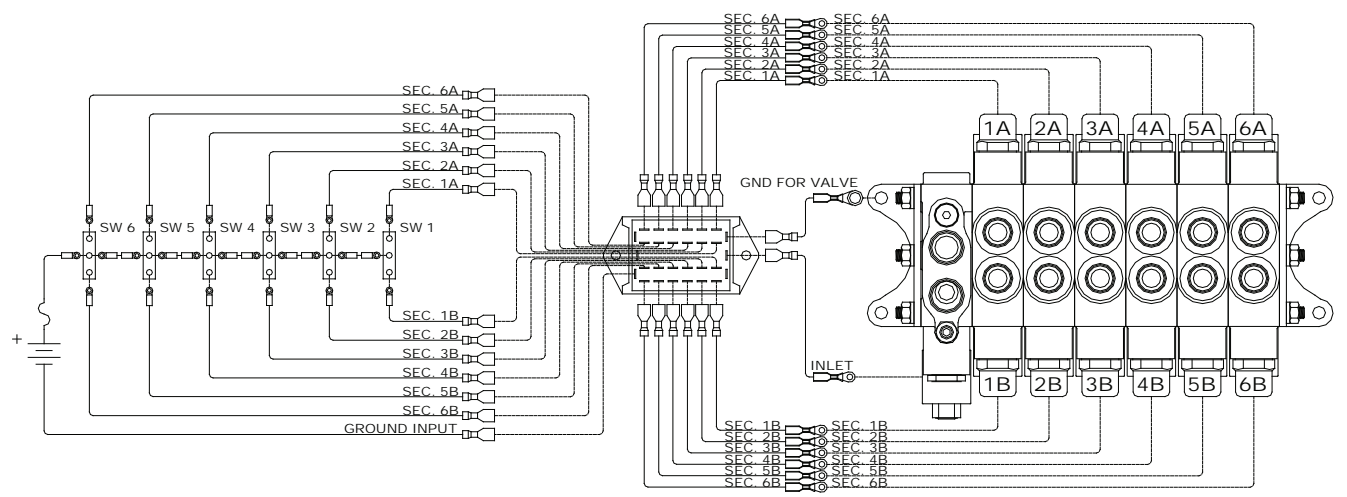 SEC. 6A SEC. 6A
SEC. 5A SEC. 5A
SEC. 4A SEC. 4A
SEC. 3A SEC. 3A
SEC. 2A SEC. 2A
SEC. 1A SEC. 1A
SEC. 6A
SEC. 5A
SEC. 4A
SEC. 3A
SEC. 2A
SEC. 1A
1A 2A 3A 4A 5A 6A
GND FOR VALVE
SW 6 SW 5 SW 4 SW 3 SW 2 SW 1
+
SEC. 1B
SEC. 2B
SEC. 3B
SEC. 4B
SEC. 5B
SEC. 6B
GROUND INPUT
INLET
1B 2B 3B 4B 5B 6B
SEC. 1B SEC. 1B
SEC. 2B SEC. 2B
SEC. 3B SEC. 3B
SEC. 4B SEC. 4B
SEC. 5B SEC. 5B
SEC. 6B SEC. 6B